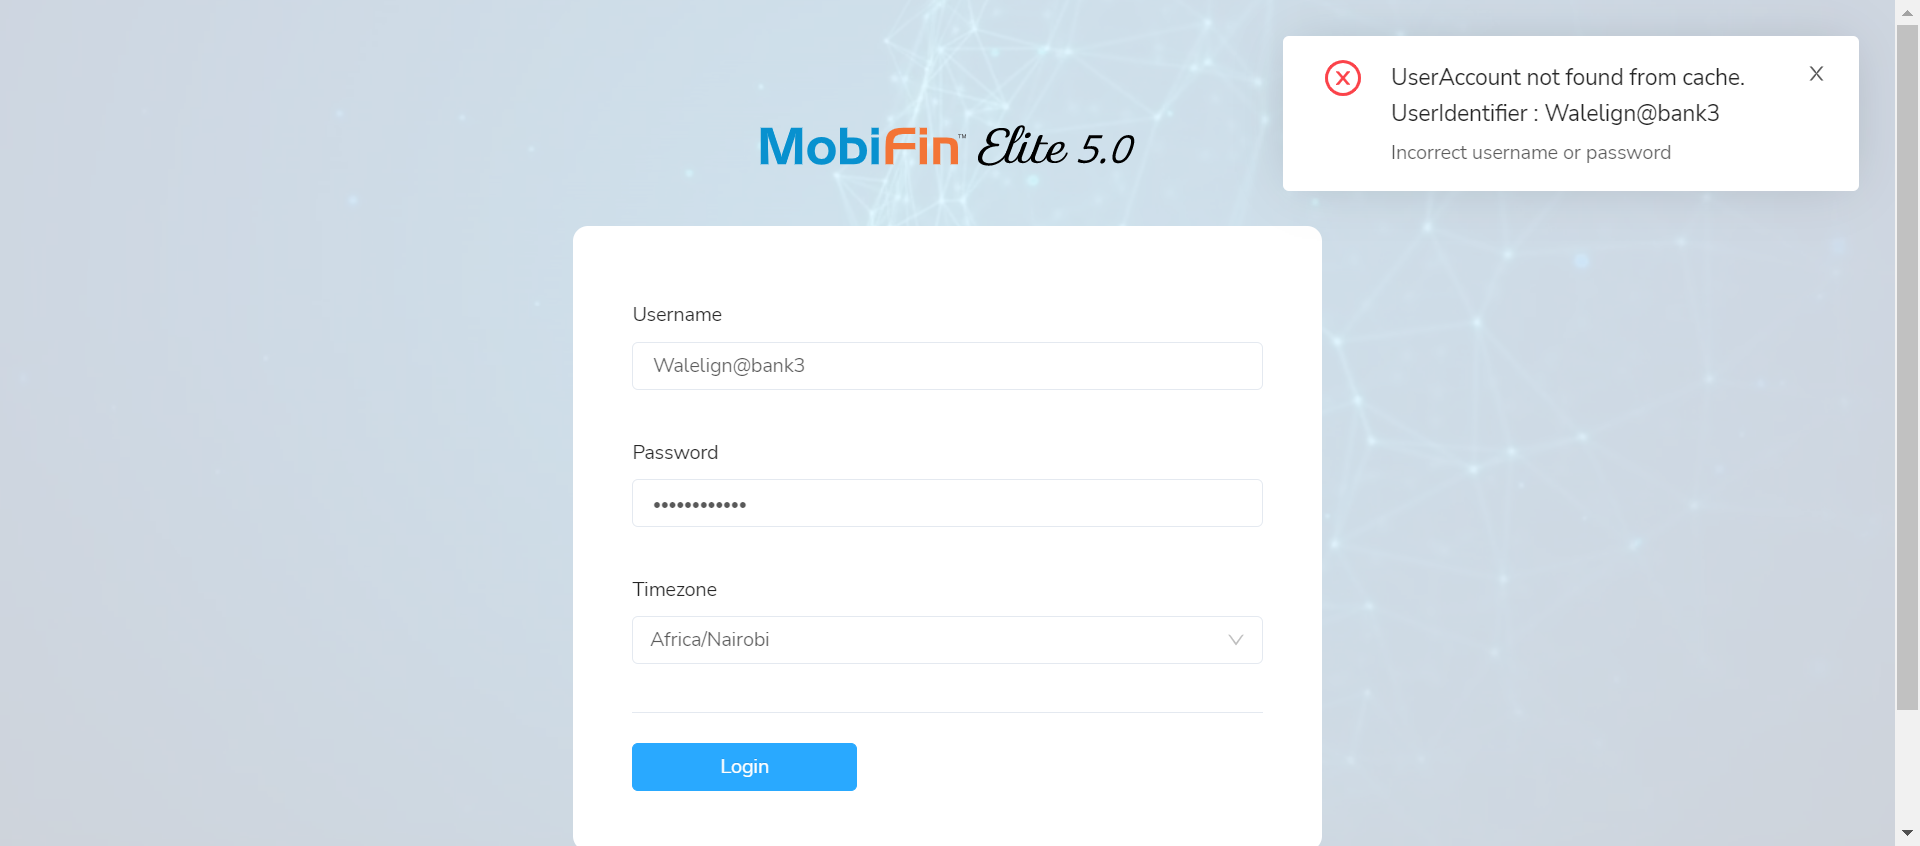 MobiFin™ Elite 5.0
UserAccount not found from cache.
UserIdentifier : Walelign@bank3
Incorrect username or password
Username
Walelign@bank3
Password
••••••••••••
Timezone
Africa/Nairobi
Login